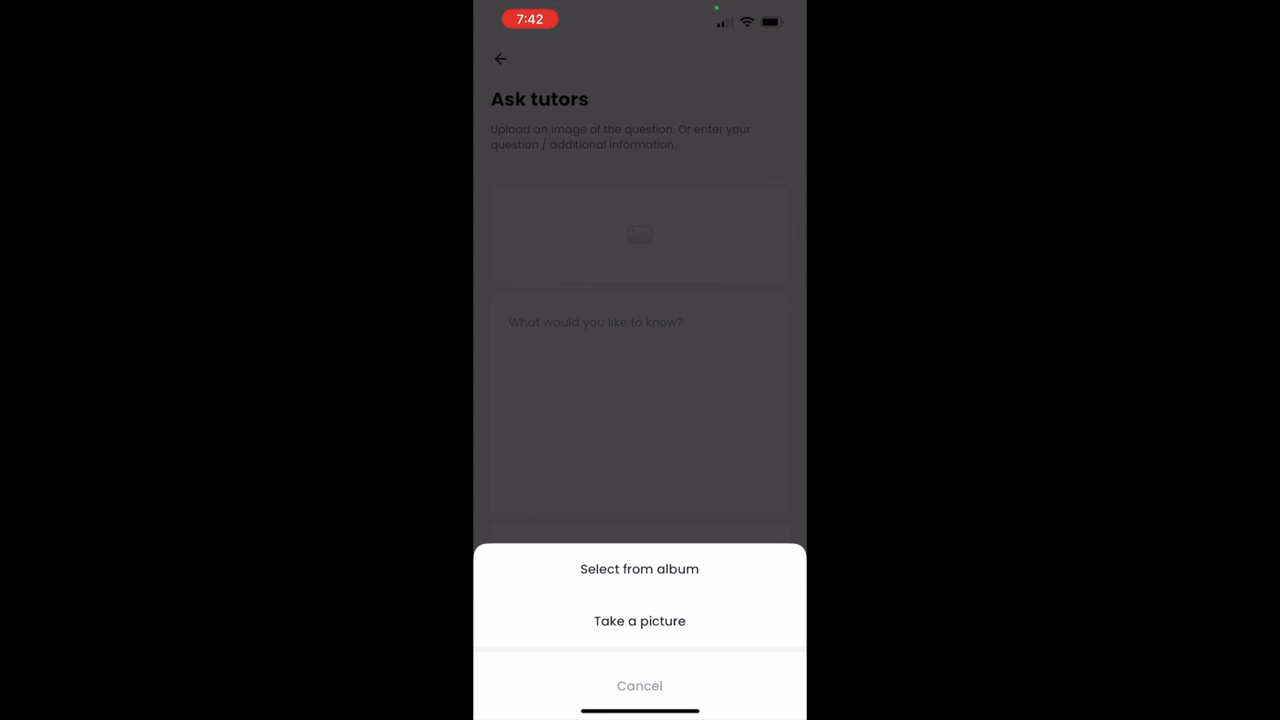 7:42
Ask tutors
Upload an image of the question. Or enter your
question / additional information.
What would you like to know?
Select from album
Take a picture
Cancel